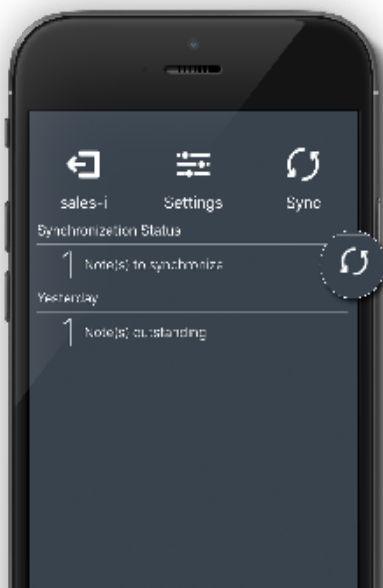 sales-i Settings Sync
Synchronization Status
1 Note(s) to synchronize
Yesterday
1 Note(s) outstanding